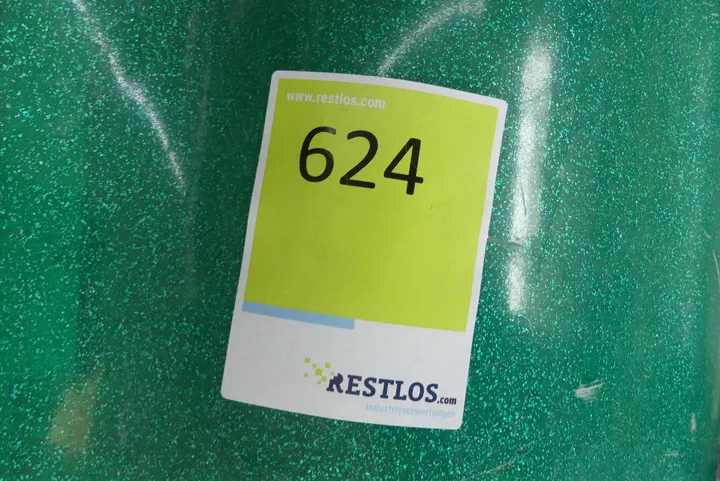 www.restlos.com
624
RESTLOS.com
Industrieverwertungen